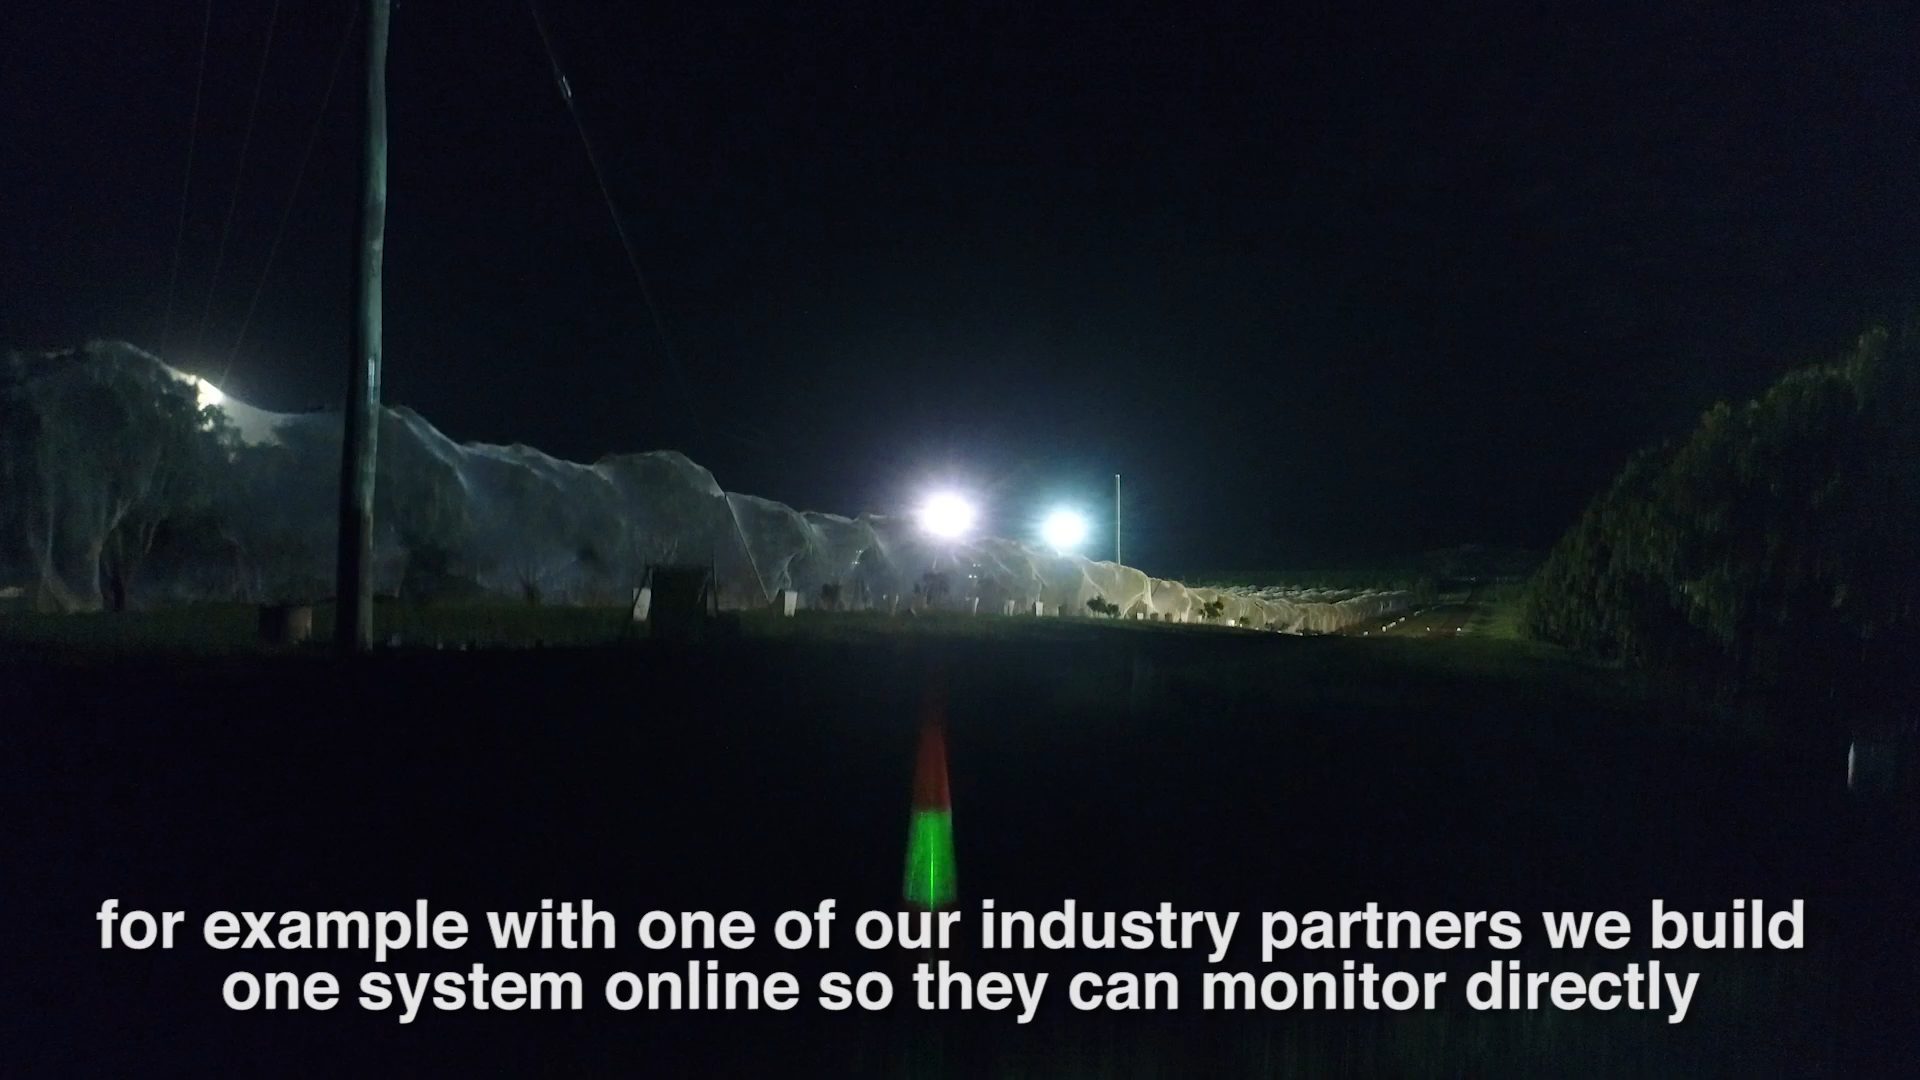 for example with one of our industry partners we build
one system online so they can monitor directly